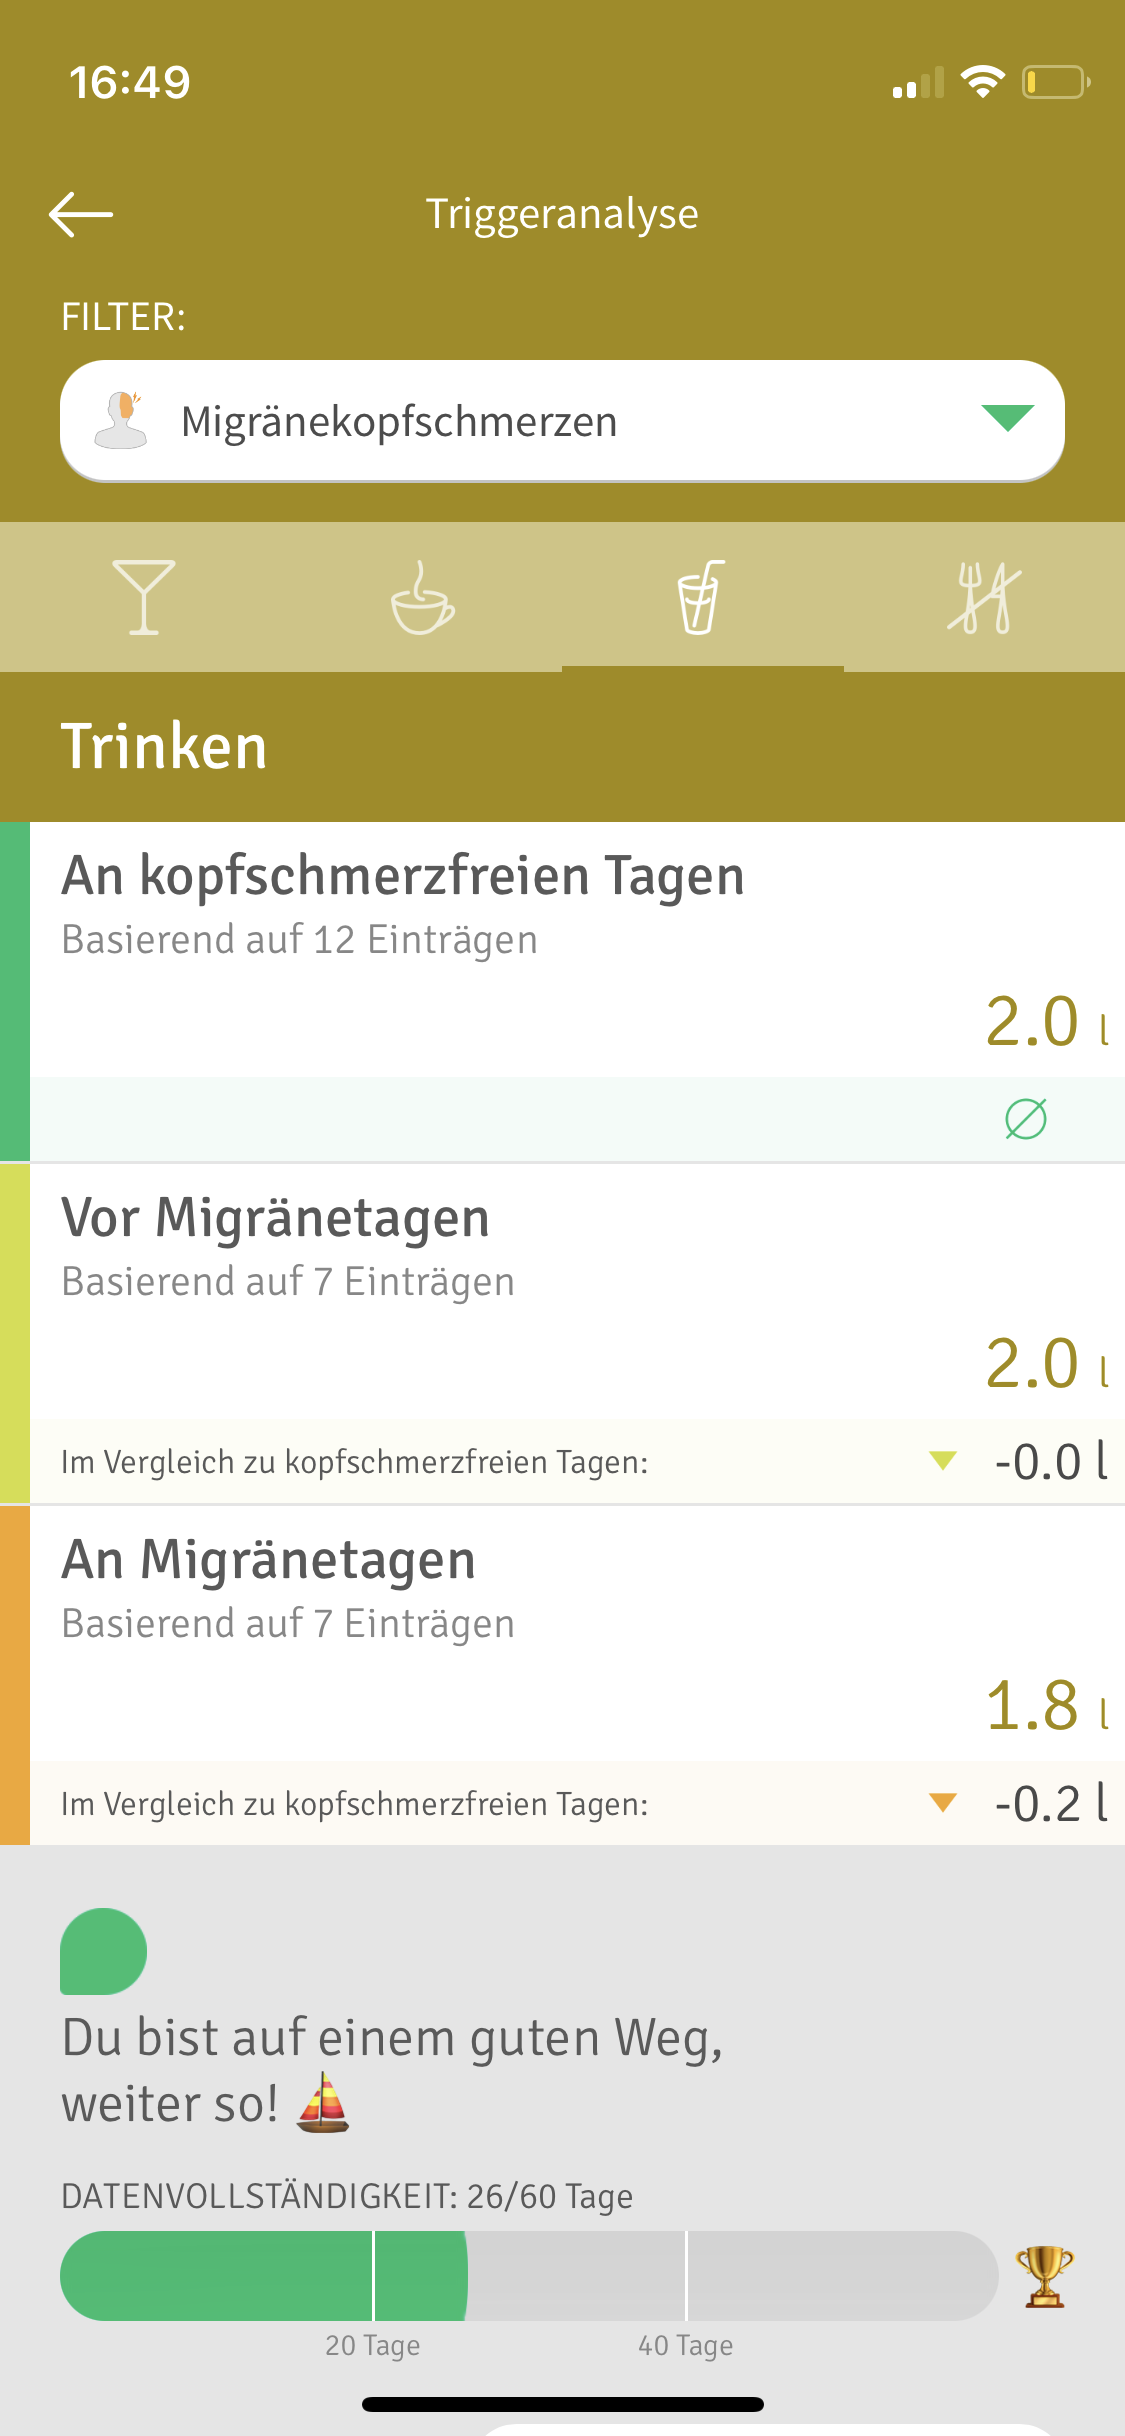 16:49
Triggeranalyse
FILTER:
Migränekopfschmerzen
Trinken
An kopfschmerzfreien Tagen
Basierend auf 12 Einträgen
2.0 l
Ø
Vor Migränetagen
Basierend auf 7 Einträgen
2.0 l
Im Vergleich zu kopfschmerzfreien Tagen: -0.0 l
An Migränetagen
Basierend auf 7 Einträgen
1.8 l
Im Vergleich zu kopfschmerzfreien Tagen: -0.2 l
Du bist auf einem guten Weg,
weiter so! ⛵
DATENVOLLSTÄNDIGKEIT: 26/60 Tage
20 Tage 40 Tage